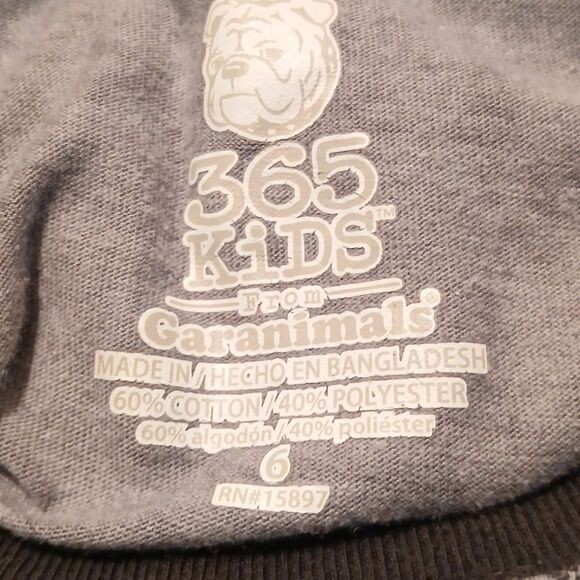 365
KiDS™
From
Garanimals®
MADE IN / HECHO EN BANGLADESH
60% COTTON / 40% POLYESTER
60% algodón / 40% poliéster
6
RN#15897